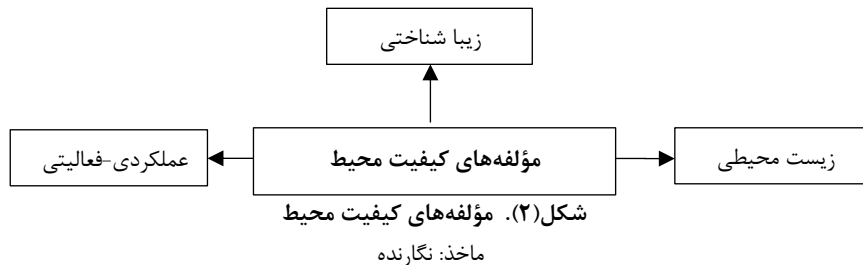 زیبا شناختی
زیست محیطی
مؤلفه‌های کیفیت محیط
عملکردی-فعالیتی
شکل(۲). مؤلفه‌های کیفیت محیط
ماخذ: نگارنده